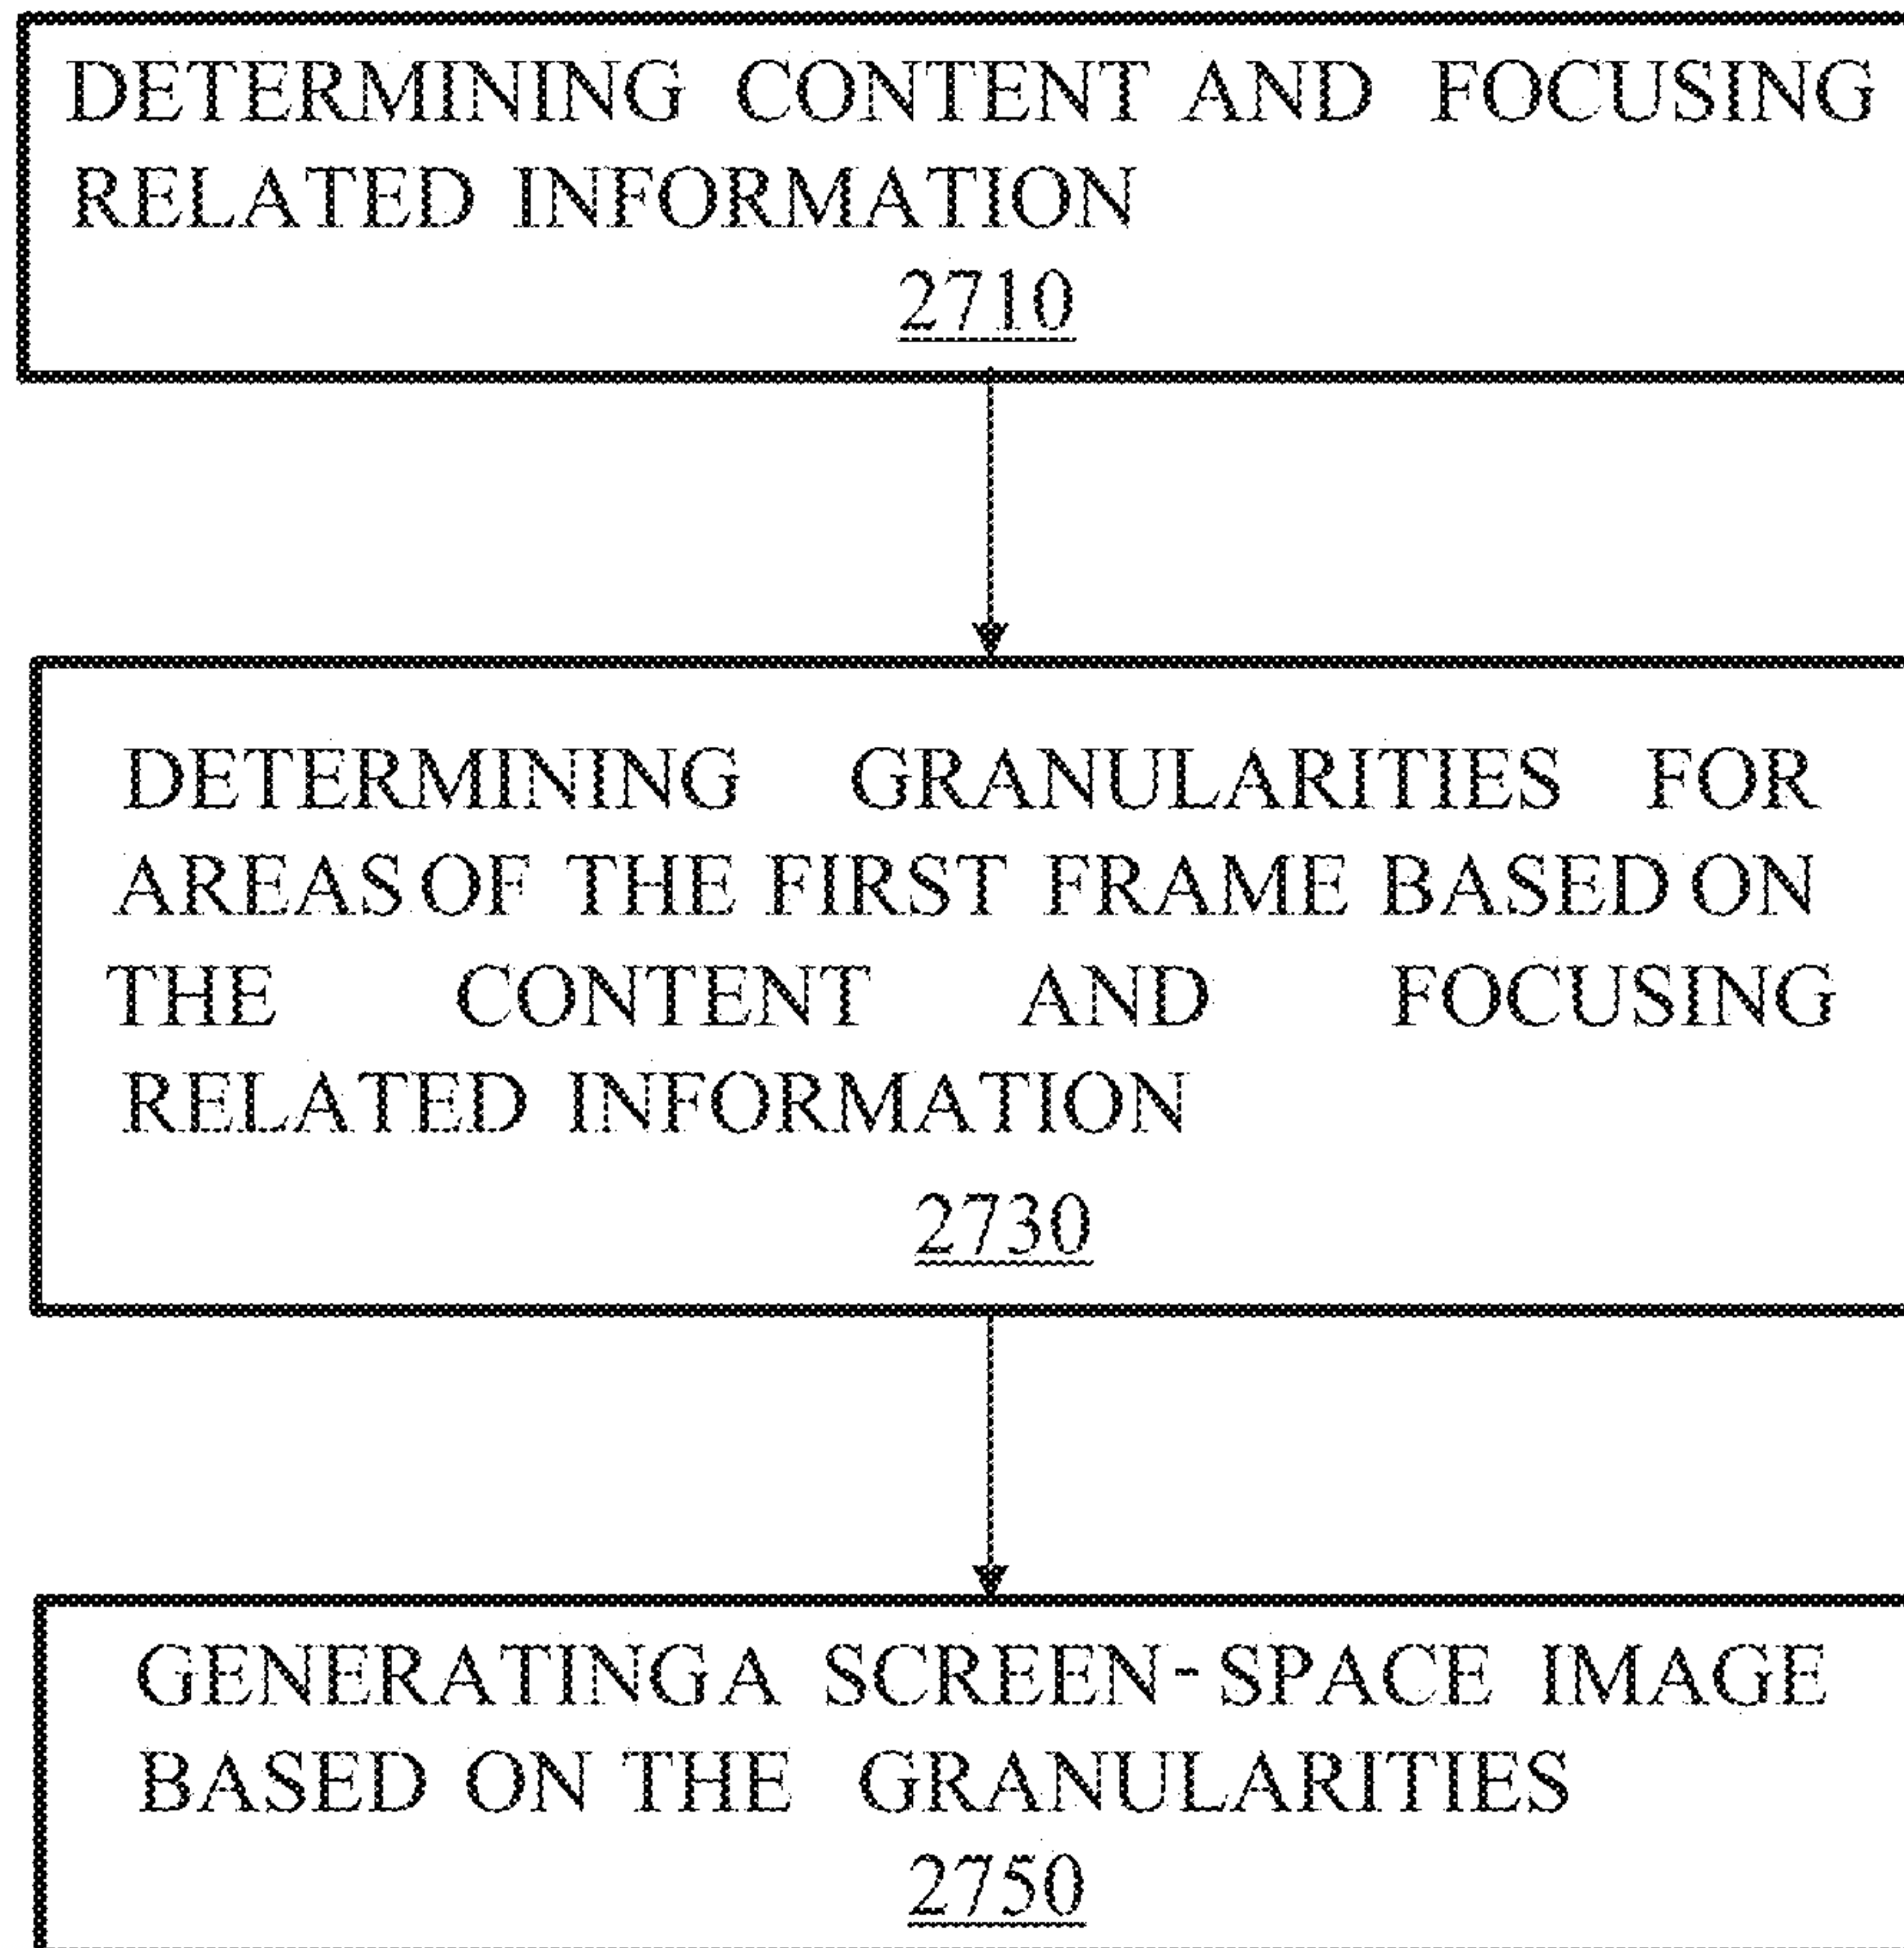 DETERMINING CONTENT AND FOCUSING
RELATED INFORMATION
2710
DETERMINING GRANULARITIES FOR
AREAS OF THE FIRST FRAME BASED ON
THE CONTENT AND FOCUSING
RELATED INFORMATION
2730
GENERATING A SCREEN-SPACE IMAGE
BASED ON THE GRANULARITIES
2750